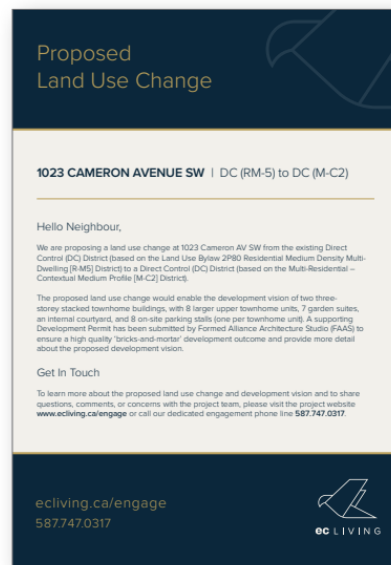 Proposed
Land Use Change
1023 CAMERON AVENUE SW | DC (RM-5) to DC (M-C2)
Hello Neighbour,
We are proposing a land use change at 1023 Cameron AV SW from the existing Direct
Control (DC) District (based on the Land Use Bylaw 2P80 Residential Medium Density Multi-
Dwelling [R-M5] District) to a Direct Control (DC) District (based on the Multi-Residential –
Contextual Medium Profile [M-C2] District).
The proposed land use change would enable the development vision of two three-
storey stacked townhome buildings, with 8 larger upper townhome units, 7 garden suites,
an internal courtyard, and 8 on-site parking stalls (one per townhome unit). A supporting
Development Permit has been submitted by Formed Alliance Architecture Studio (FAAS) to
ensure a high quality 'bricks-and-mortar' development outcome and provide more detail
about the proposed development vision.
Get In Touch
To learn more about the proposed land use change and development vision and to share
questions, comments, or concerns with the project team, please visit the project website
www.ecliving.ca/engage or call our dedicated engagement phone line 587.747.0317.
ecliving.ca/engage
587.747.0317
ec LIVING